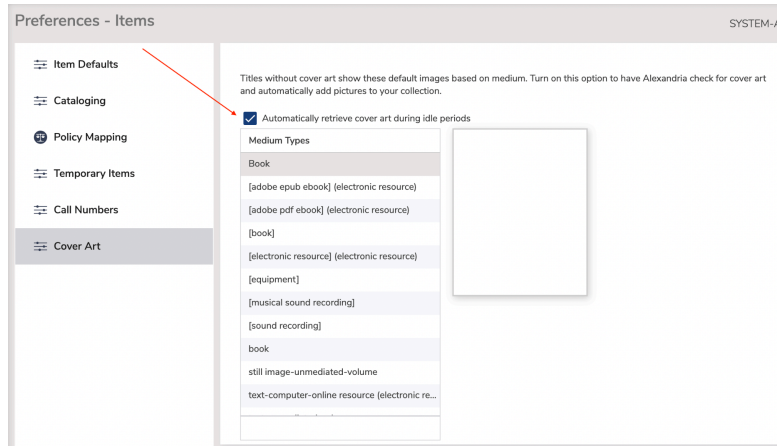 Preferences - Items
SYSTEM-A
Item Defaults
Cataloging
Policy Mapping
Temporary Items
Call Numbers
Cover Art
Titles without cover art show these default images based on medium. Turn on this option to have Alexandria check for cover art
and automatically add pictures to your collection.
Automatically retrieve cover art during idle periods
Medium Types
Book
[adobe epub ebook] (electronic resource)
[adobe pdf ebook] (electronic resource)
[book]
[electronic resource] (electronic resource)
[equipment]
[musical sound recording]
[sound recording]
book
still image-unmediated-volume
text-computer-online resource (electronic re...